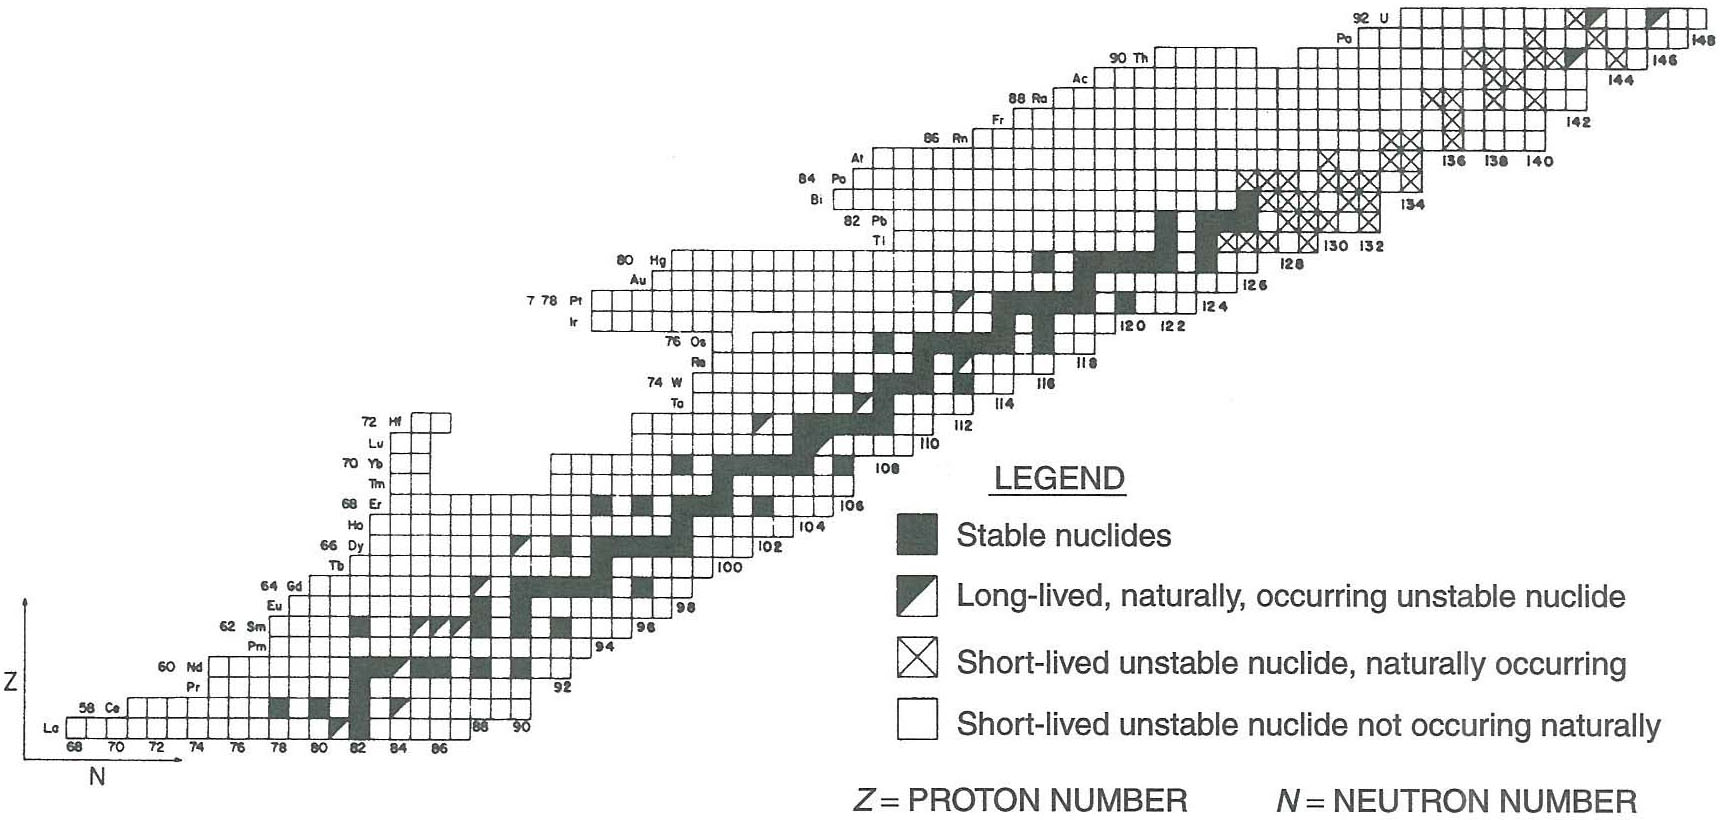 92 U
Pa
148
90 Th
146
Ac
144
88 Ra
142
Fr
86 Rn
136 138 140
At
84 Po
134
Bi
82 Pb
Tl
130 132
80 Hg
128
Au
126
7 78 Pt
124
Ir
120 122
76 Os
118
Re
74 W
116
Ta
114
72 Hf
112
Lu
110
70 Yb
108
Tm
68 Er
106
Ho
104
66 Dy
102
Tb
100
64 Gd
98
Eu
62 Sm
96
Pm
94
60 Nd
92
Pr
58 Ce
La
88 90
68 70 72 74 76 78 80 82 84 86
Z
N
LEGEND
Stable nuclides
Long-lived, naturally, occurring unstable nuclide
Short-lived unstable nuclide, naturally occurring
Short-lived unstable nuclide not occuring naturally
Z = PROTON NUMBER N = NEUTRON NUMBER